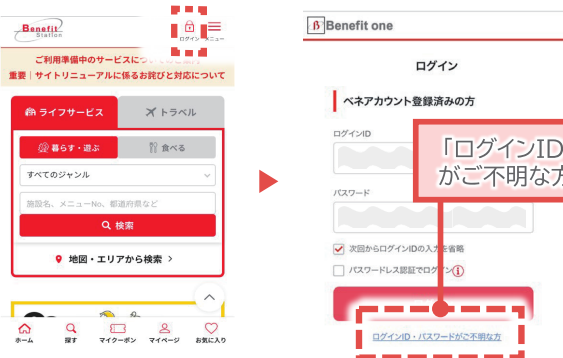 Benefit
Station
ログイン
メニュー
ご利用準備中のサービスに
重要｜サイトリニューアルに係るお詫びと対応について
ライフサービス
トラベル
暮らす・遊ぶ
食べる
すべてのジャンル
施設名、メニューNo、都道府県など
検索
地図・エリアから検索 >
ホーム
探す
マイクーポン
マイページ
お気に入り
Benefit one
ログイン
ベネアカウント登録済みの方
ログインID
「ログインID
がご不明な方
パスワード
次回からログインIDの入力を省略
パスワードレス認証でログイン
ログインID・パスワードがご不明な方